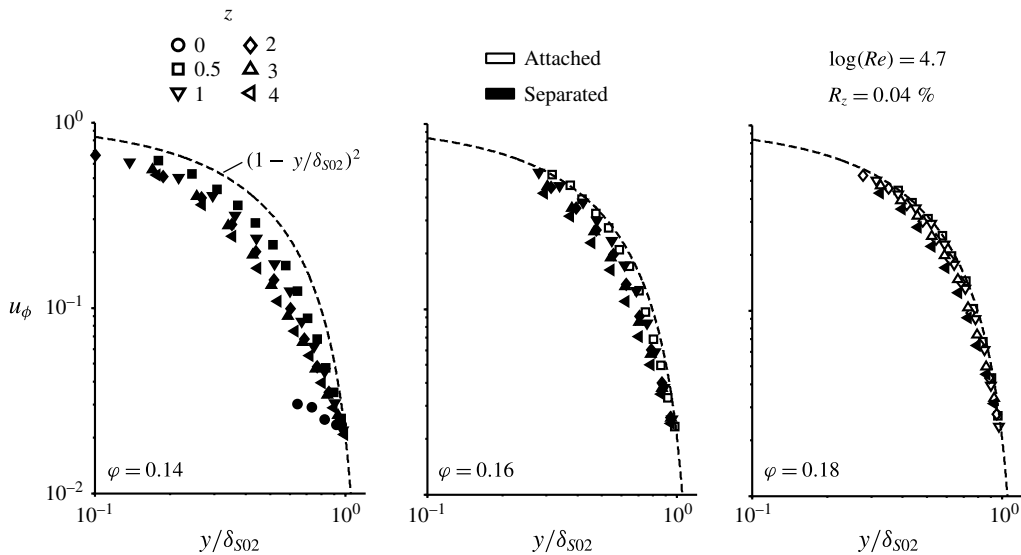 z
0
0.5
1
2
3
4
Attached
Separated
log(Re) = 4.7
R_z = 0.04 %
(1 − y/δ_S02)^2
u_ϕ
10^0
10^−1
10^−2
φ = 0.14
φ = 0.16
φ = 0.18
10^−1
10^0
10^−1
10^0
10^−1
10^0
y/δ_S02
y/δ_S02
y/δ_S02